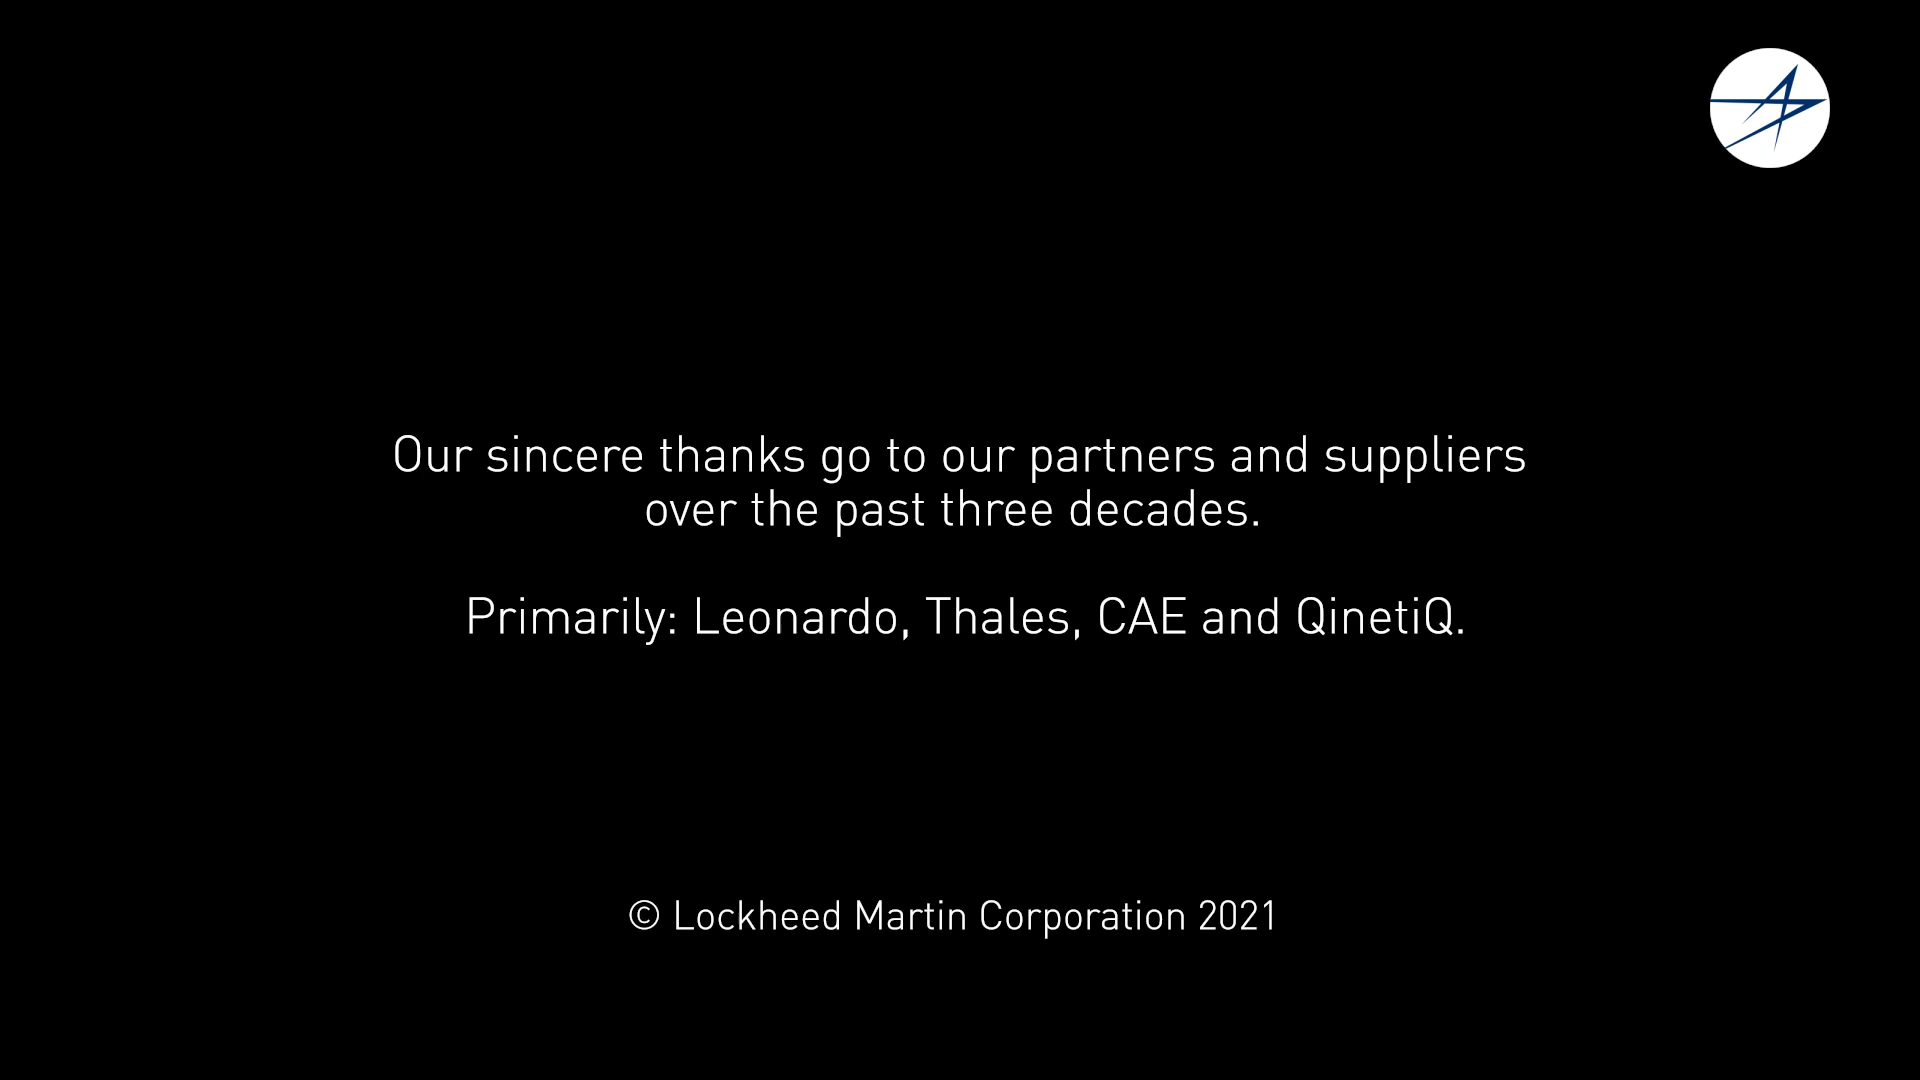 Our sincere thanks go to our partners and suppliers
over the past three decades.
Primarily: Leonardo, Thales, CAE and QinetiQ.
© Lockheed Martin Corporation 2021